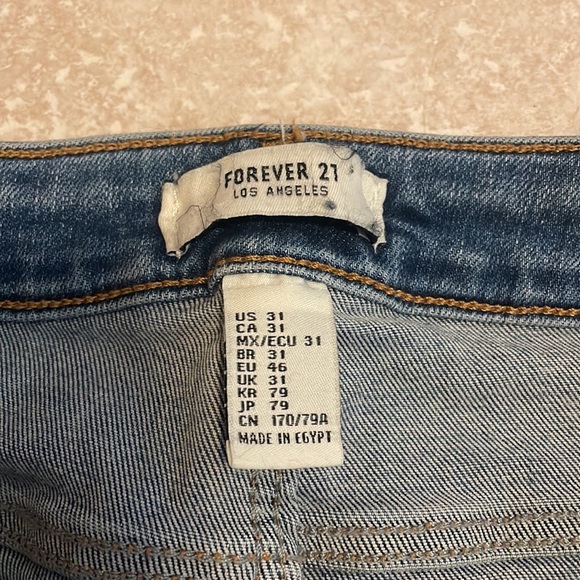 FOREVER 21
LOS ANGELES
US 31
CA 31
MX/ECU 31
BR 31
EU 46
UK 31
KR 79
JP 79
CN 170/79A
MADE IN EGYPT